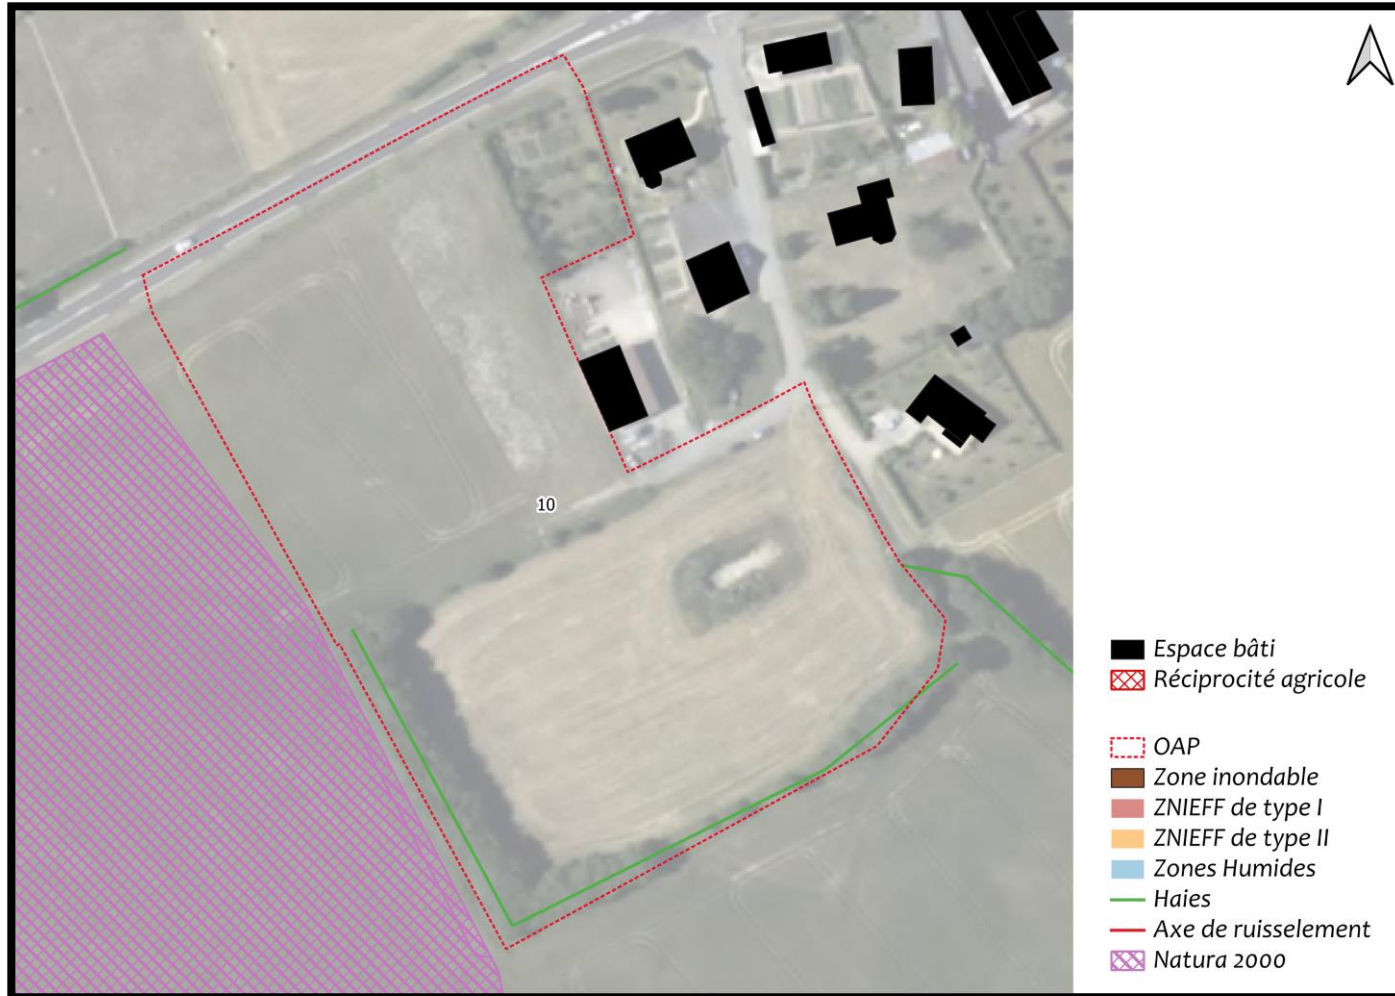 10
Espace bâti
Réciprocité agricole
OAP
Zone inondable
ZNIEFF de type I
ZNIEFF de type II
Zones Humides
Haies
Axe de ruisselement
Natura 2000